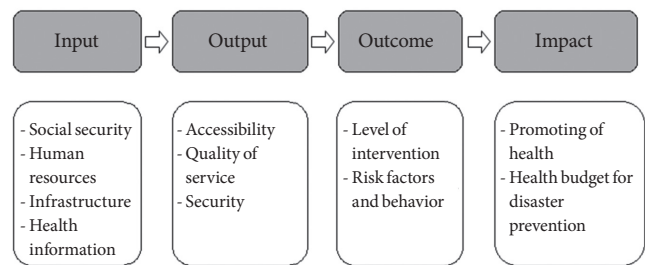 Input
Output
Outcome
Impact
- Social security
- Human
resources
- Infrastructure
- Health
information
- Accessibility
- Quality of
service
- Security
- Level of
intervention
- Risk factors
and behavior
- Promoting of
health
- Health budget for
disaster
prevention